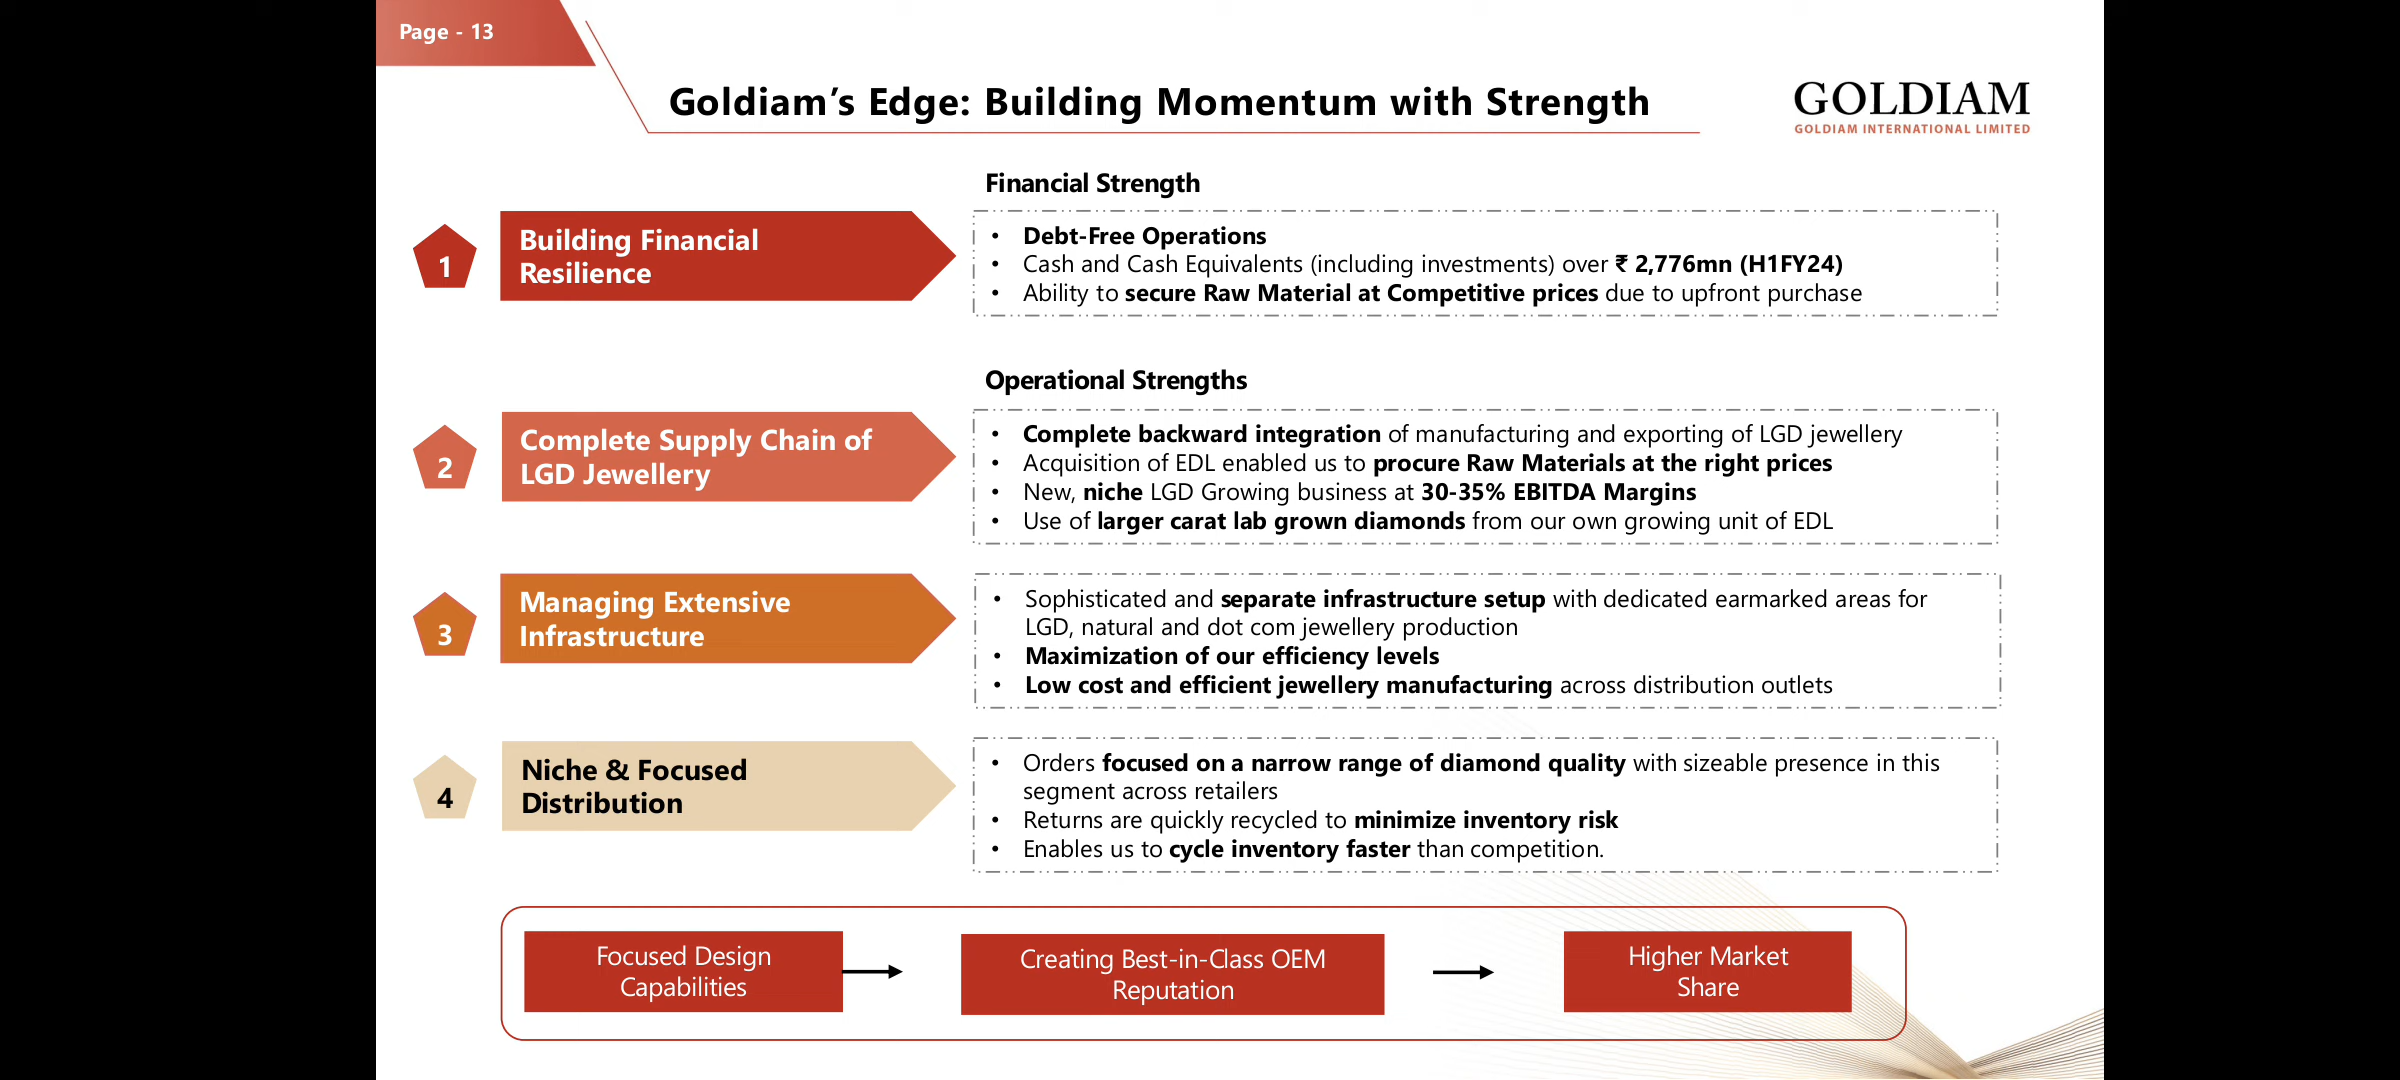 Page - 13
Goldiam’s Edge: Building Momentum with Strength
GOLDIAM
GOLDIAM INTERNATIONAL LIMITED
Financial Strength
1
Building Financial
Resilience
• Debt-Free Operations
• Cash and Cash Equivalents (including investments) over ₹ 2,776mn (H1FY24)
• Ability to secure Raw Material at Competitive prices due to upfront purchase
Operational Strengths
2
Complete Supply Chain of
LGD Jewellery
• Complete backward integration of manufacturing and exporting of LGD jewellery
• Acquisition of EDL enabled us to procure Raw Materials at the right prices
• New, niche LGD Growing business at 30-35% EBITDA Margins
• Use of larger carat lab grown diamonds from our own growing unit of EDL
3
Managing Extensive
Infrastructure
• Sophisticated and separate infrastructure setup with dedicated earmarked areas for
LGD, natural and dot com jewellery production
• Maximization of our efficiency levels
• Low cost and efficient jewellery manufacturing across distribution outlets
4
Niche & Focused
Distribution
• Orders focused on a narrow range of diamond quality with sizeable presence in this
segment across retailers
• Returns are quickly recycled to minimize inventory risk
• Enables us to cycle inventory faster than competition.
Focused Design
Capabilities
Creating Best-in-Class OEM
Reputation
Higher Market
Share